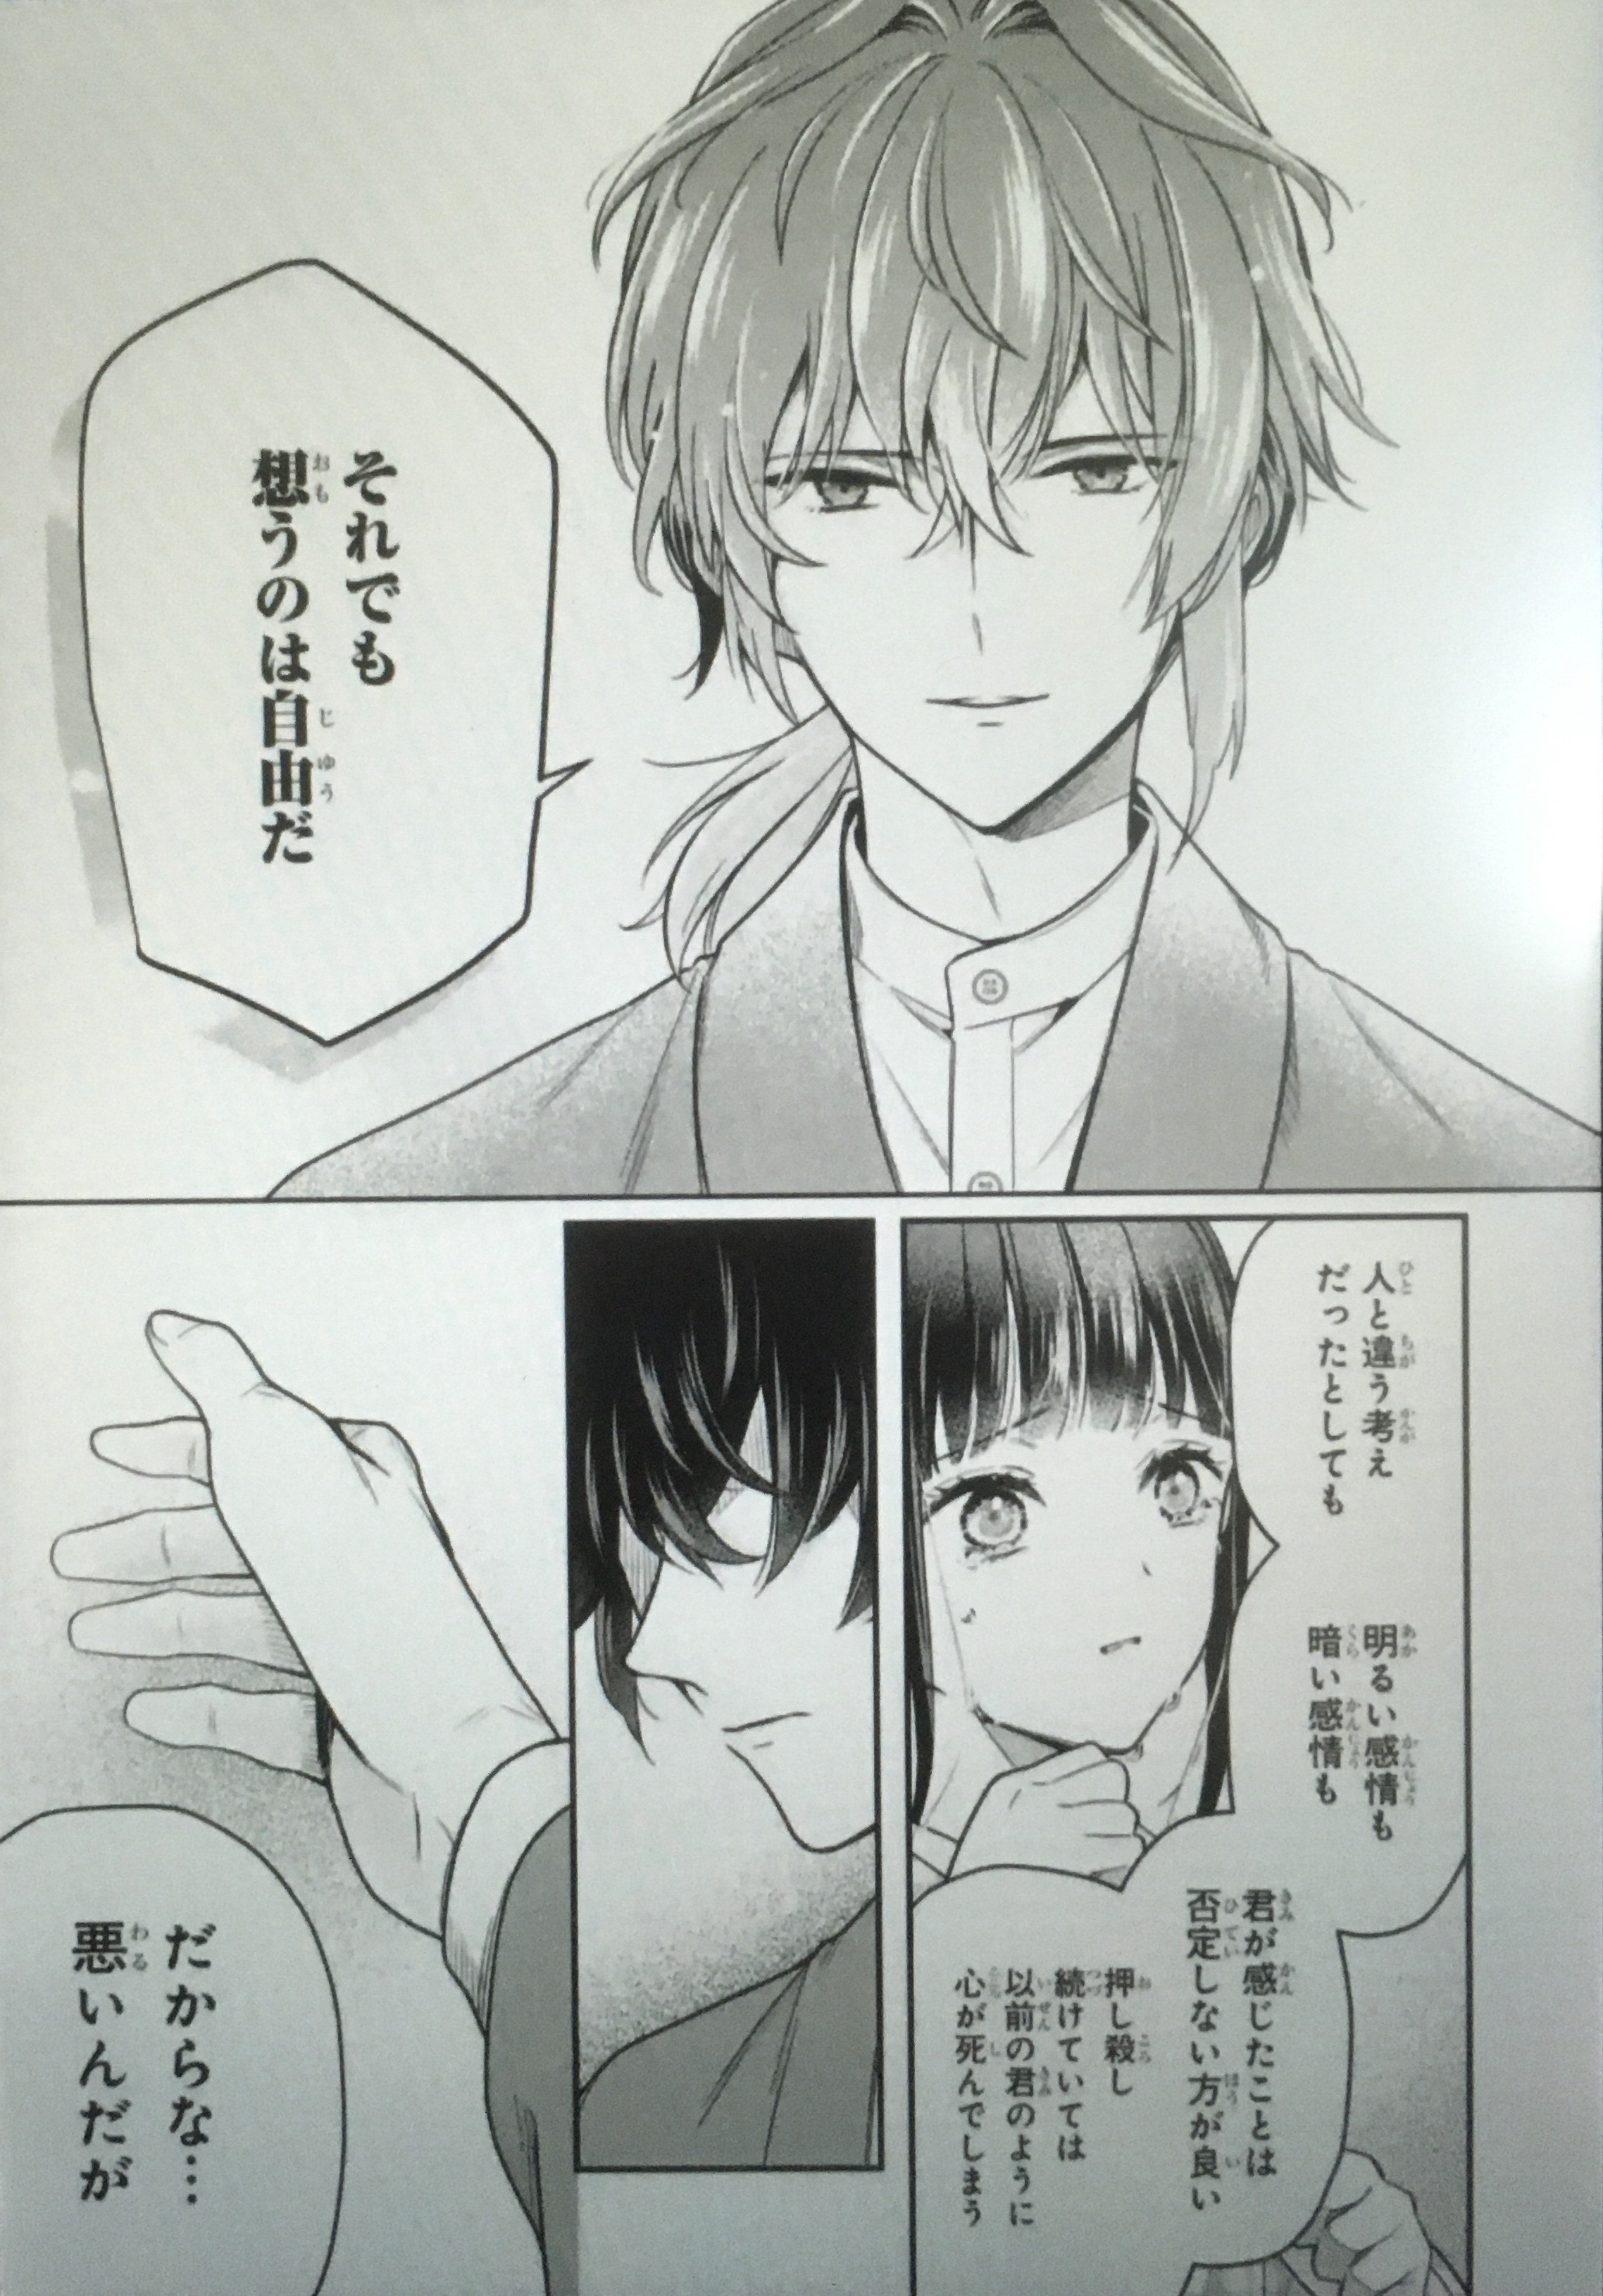 それでも
想うのは自由だ
人と違う考え
だったとしても
明るい感情も
暗い感情も
君が感じたことは
否定しない方が良い
押し殺し
続けていては
以前の君のように
心が死んでしまう
だからな…
悪いんだが